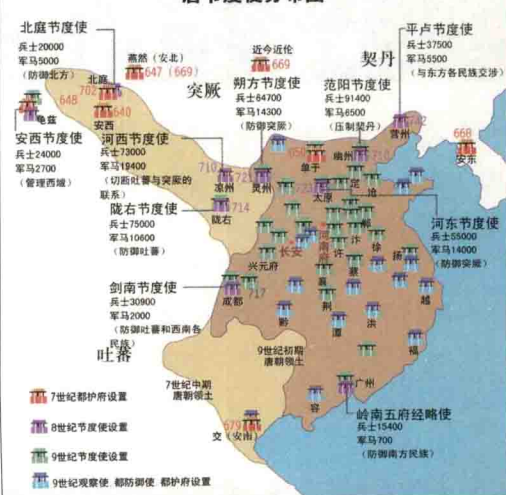 北庭节度使
兵士20000
军马5000
(防御北方)
燕然(安北)
647(669)
近今近伦
669
突厥
契丹
平卢节度使
兵士37500
军马5500
(与东方各民族交涉)
朔方节度使
兵士64700
军马14300
(防御突厥)
范阳节度使
兵士91400
军马6500
(压制契丹)
北庭
702
648
640
安西
龟兹
安西节度使
兵士24000
军马2700
(管理西域)
河西节度使
兵士73000
军马19400
(切断吐蕃与突厥的
联系)
710
凉州
721
灵州
650
单于
幽州
710
营州
742
668
安东
太原
723
定
沧
陇右节度使
兵士75000
军马10600
(防御吐蕃)
714
陇右
河东节度使
兵士55000
军马14000
(防御突厥)
长安
河南府
汴
许
徐
蔡
扬
兴元府
襄
荆
剑南节度使
兵士30900
军马2000
(防御吐蕃和西南各
民族)
成都
717
黔
潭
洪
越
福
吐蕃
9世纪初期
唐朝领土
7世纪中期
唐朝领土
广州
容
679
交(安南)
岭南五府经略使
兵士15400
军马700
(防御南方民族)
7世纪都护府设置
8世纪节度使设置
9世纪节度使设置
9世纪观察使 都防御使 都护府设置